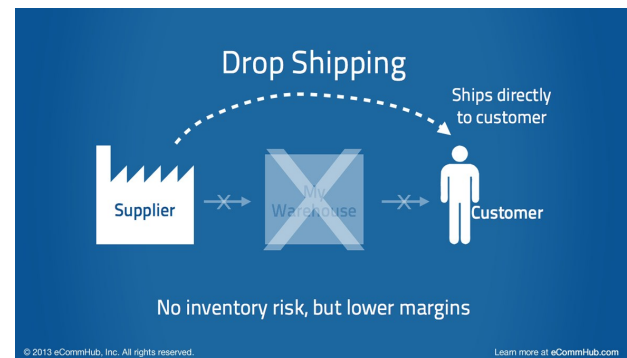 Drop Shipping
Ships directly
to customer
Supplier
My
Warehouse
Customer
No inventory risk, but lower margins
© 2013 eCommHub, Inc. All rights reserved.
Learn more at eCommHub.com